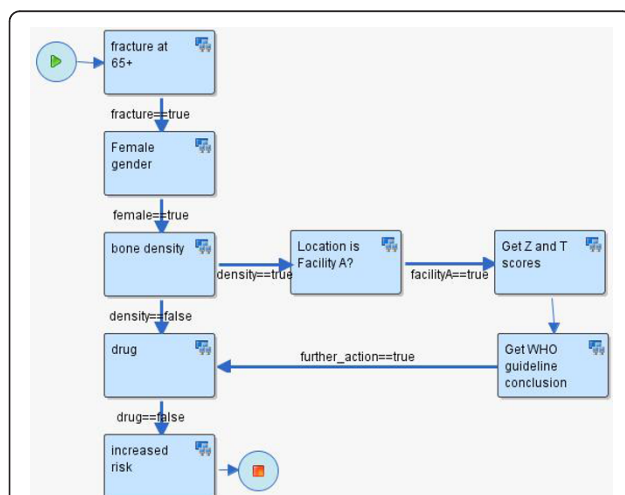 fracture at
65+
fracture==true
Female
gender
female==true
bone density
density==true
Location is
Facility A?
facilityA==true
Get Z and T
scores
density==false
drug
further_action==true
Get WHO
guideline
conclusion
drug==false
increased
risk